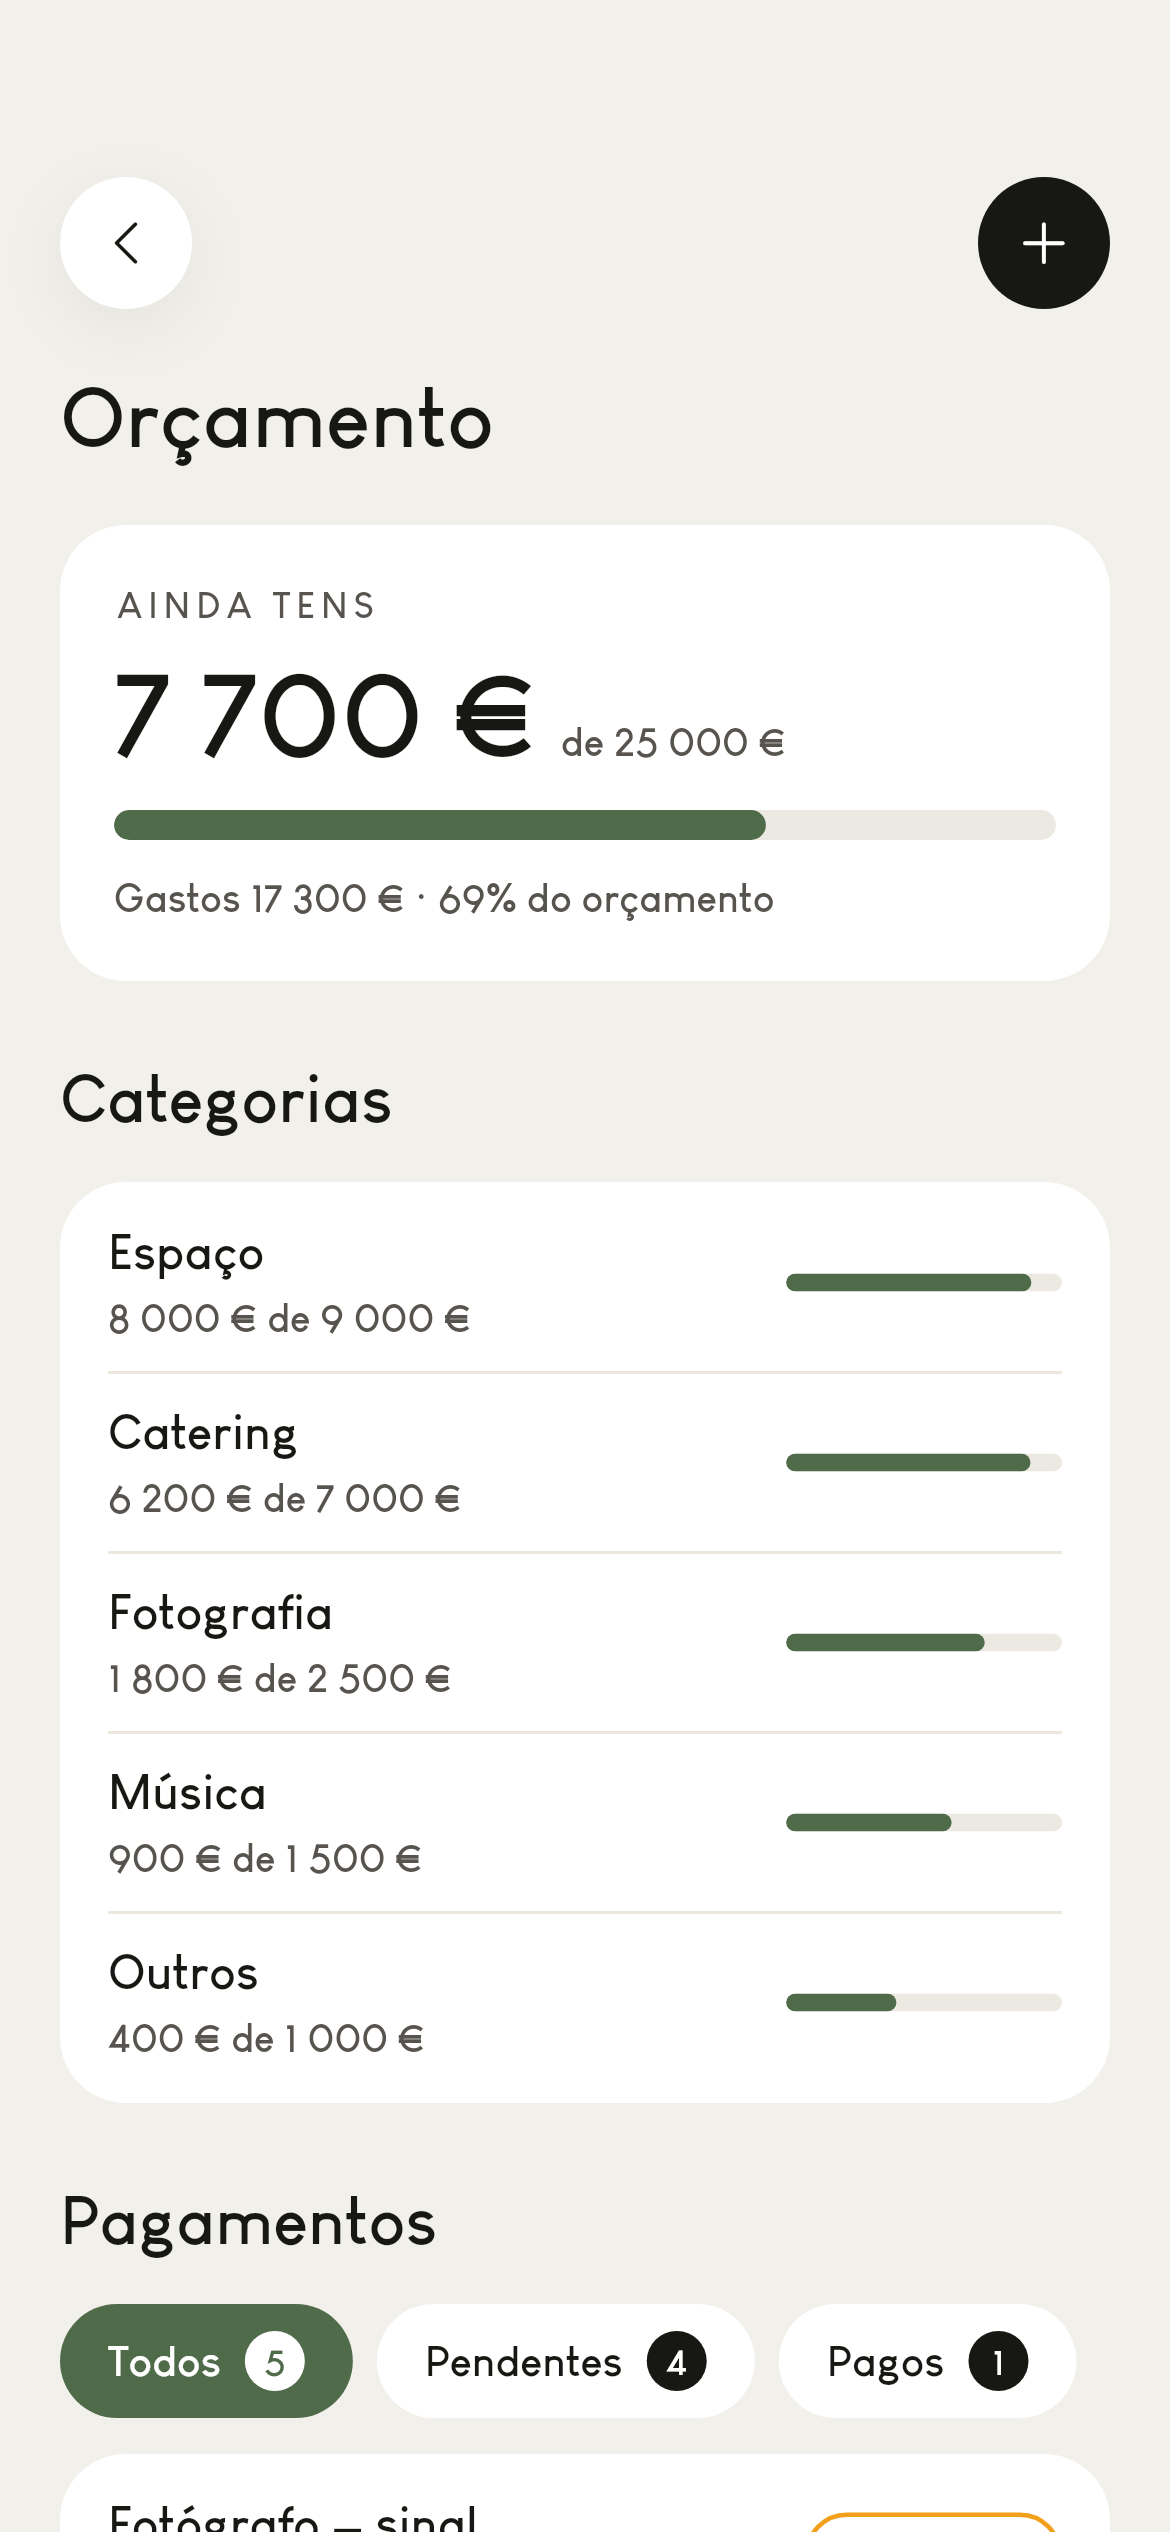 Orçamento
AINDA TENS
7 700 € de 25 000 €
Gastos 17 300 € · 69% do orçamento
Categorias
Espaço
8 000 € de 9 000 €
Catering
6 200 € de 7 000 €
Fotografia
1 800 € de 2 500 €
Música
900 € de 1 500 €
Outros
400 € de 1 000 €
Pagamentos
Todos 5
Pendentes 4
Pagos 1
Fotógrafo – sinal